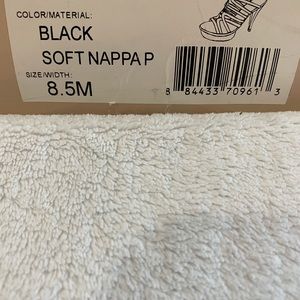 COLOR/MATERIAL:
BLACK
SOFT NAPPA P
SIZE/WIDTH:
8.5M
8 84433 70961 3